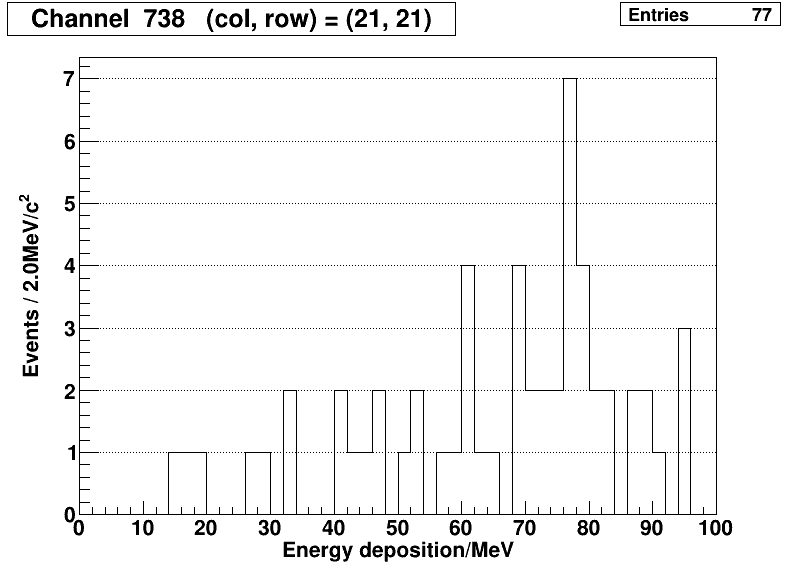 Channel  738   (col, row) = (21, 21)
Entries 77
7
6
5
4
3
2
1
0
Events / 2.0MeV/c²
0 10 20 30 40 50 60 70 80 90 100
Energy deposition/MeV